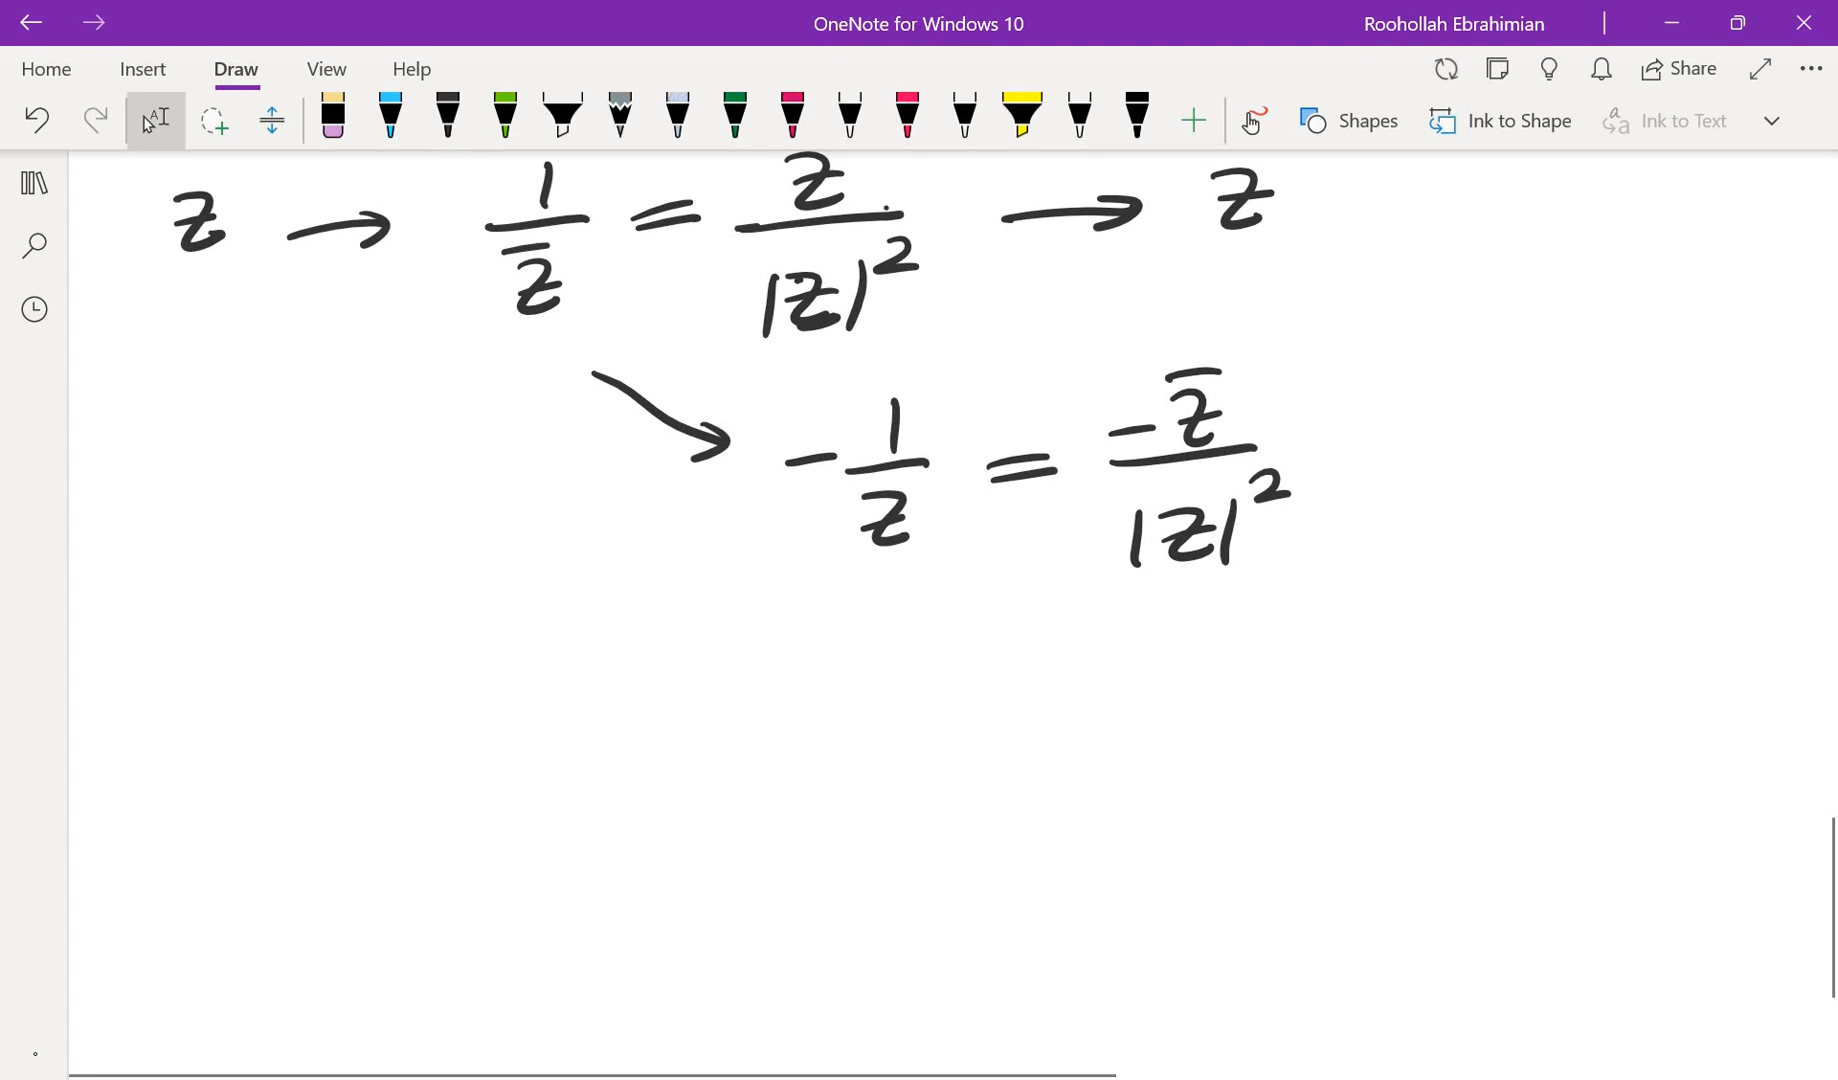 OneNote for Windows 10
Roohollah Ebrahimian
Home Insert Draw View Help
Share
Shapes Ink to Shape Ink to Text
z → 1/z̄ = z/|z|² → z
↘ -1/z = -z̄/|z|²